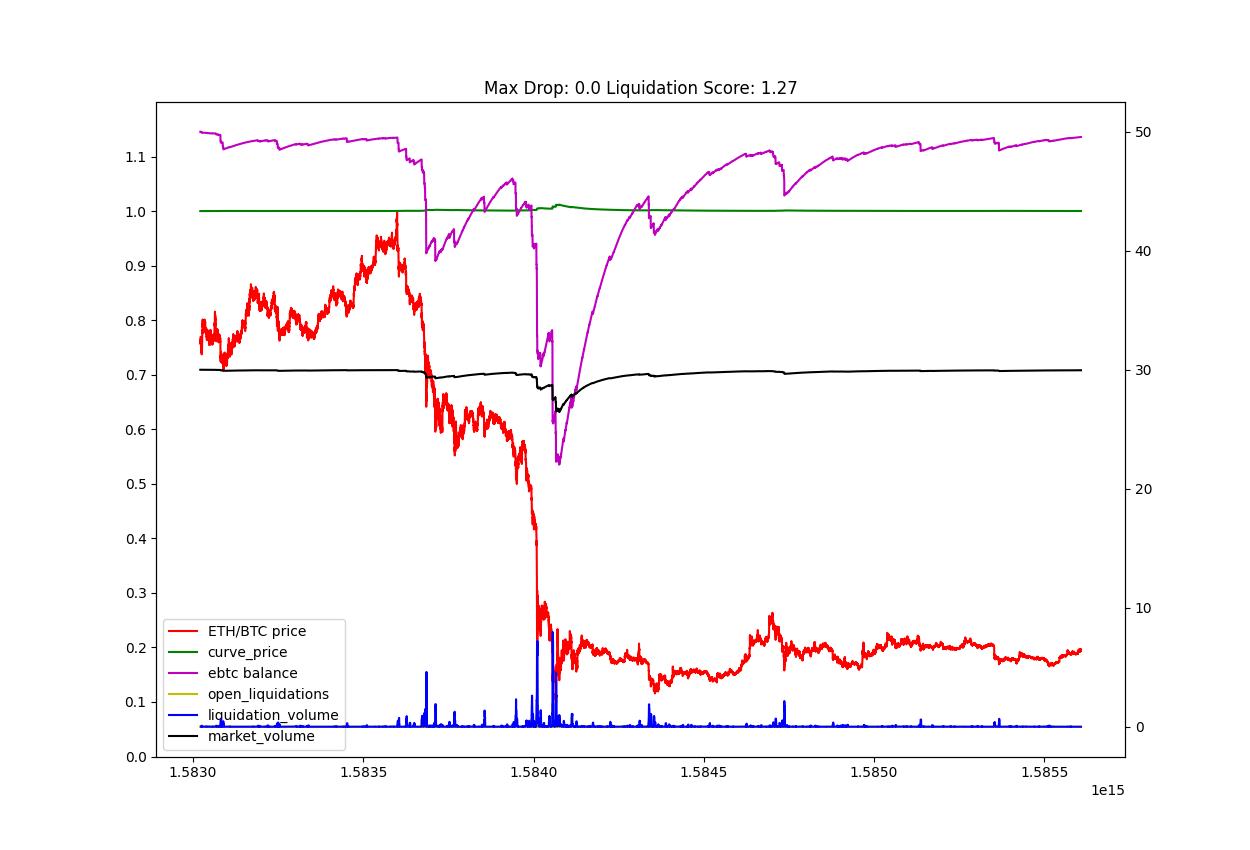 Max Drop: 0.0 Liquidation Score: 1.27
1.1
1.0
0.9
0.8
0.7
0.6
0.5
0.4
0.3
0.2
0.1
0.0
50
40
30
20
10
0
ETH/BTC price
curve_price
ebtc balance
open_liquidations
liquidation_volume
market_volume
1.5830 1.5835 1.5840 1.5845 1.5850 1.5855
1e15